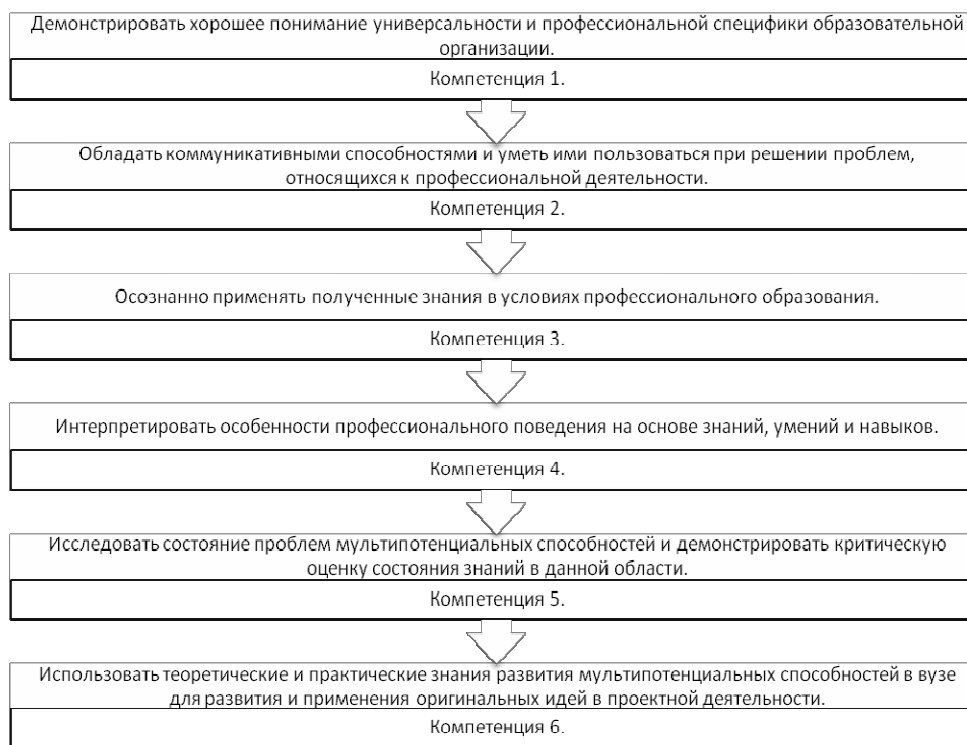 Демонстрировать хорошее понимание универсальности и профессиональной специфики образовательной
организации.
Компетенция 1.
Обладать коммуникативными способностями и уметь ими пользоваться при решении проблем,
относящихся к профессиональной деятельности.
Компетенция 2.
Осознанно применять полученные знания в условиях профессионального образования.
Компетенция 3.
Интерпретировать особенности профессионального поведения на основе знаний, умений и навыков.
Компетенция 4.
Исследовать состояние проблем мультипотенциальных способностей и демонстрировать критическую
оценку состояния знаний в данной области.
Компетенция 5.
Использовать теоретические и практические знания развития мультипотенциальных способностей в вузе
для развития и применения оригинальных идей в проектной деятельности.
Компетенция 6.